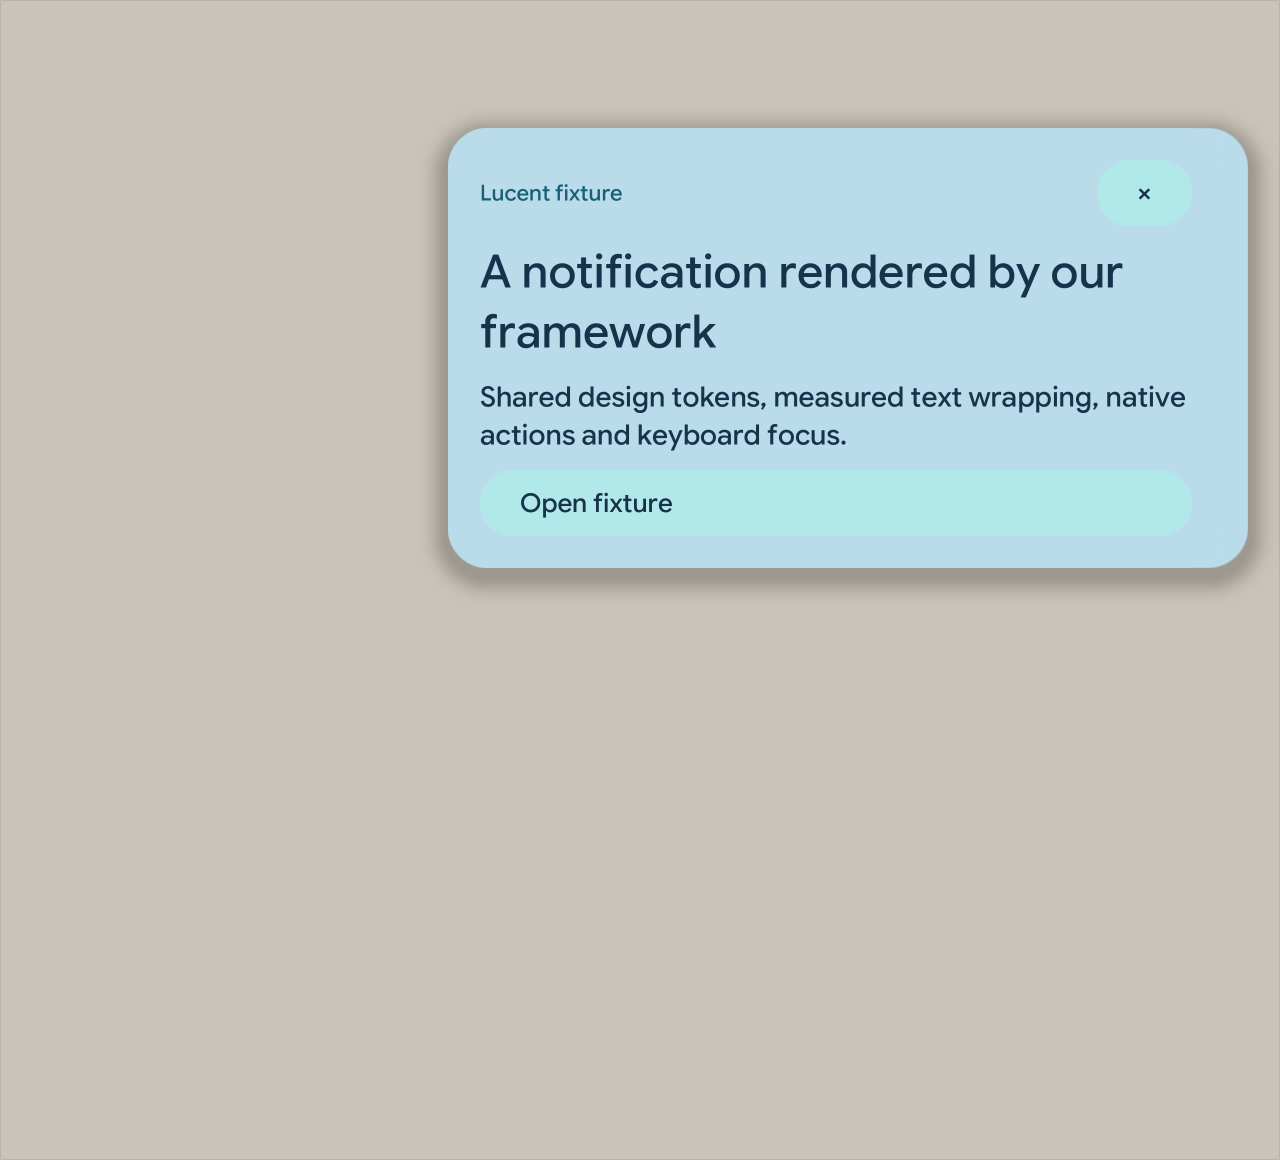 Lucent fixture
×
A notification rendered by our
framework
Shared design tokens, measured text wrapping, native
actions and keyboard focus.
Open fixture